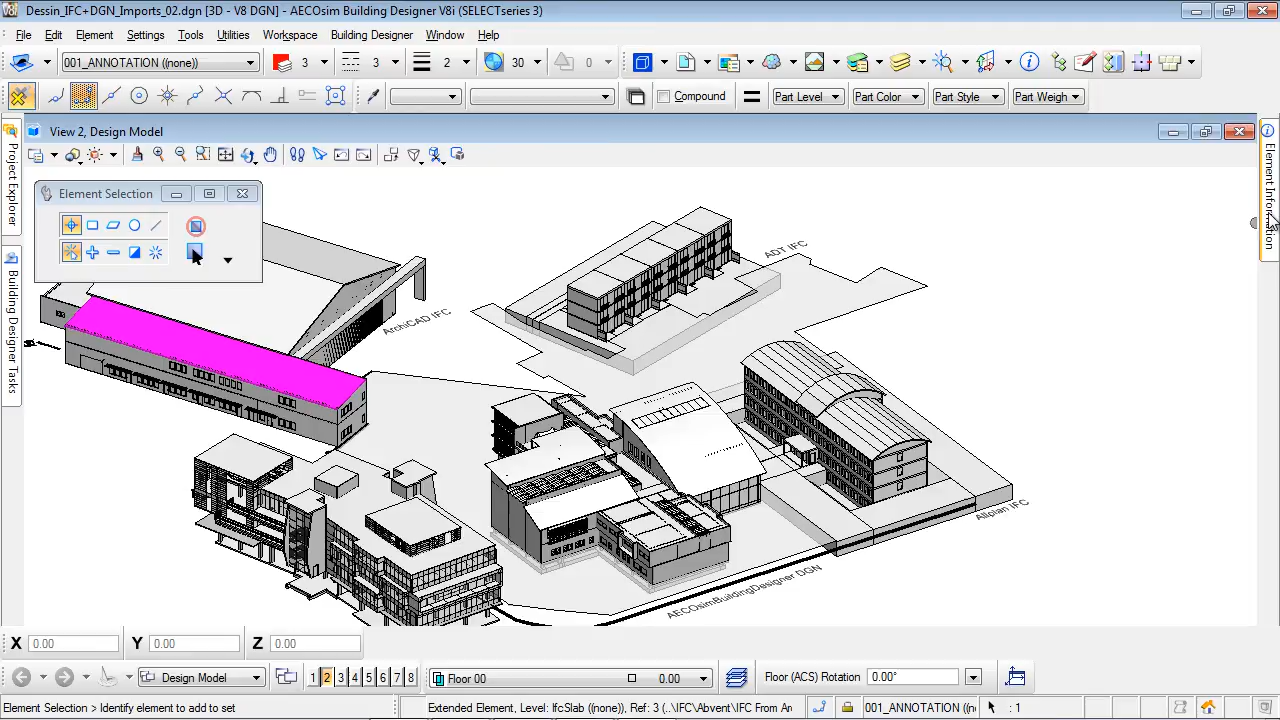 Dessin_IFC+DGN_Imports_02.dgn [3D - V8 DGN] - AECOsim Building Designer V8i (SELECTseries 3)
File Edit Element Settings Tools Utilities Workspace Building Designer Window Help
001_ANNOTATION ((none)) 3 3 2 30 0
Compound Part Level Part Color Part Style Part Weigh
View 2, Design Model
Project Explorer
Building Designer Tasks
Element Information
Element Selection
ADT IFC
ArchiCAD IFC
Allplan IFC
AECOsimBuildingDesigner DGN
X 0.00 Y 0.00 Z 0.00
Design Model 1 2 3 4 5 6 7 8 Floor 00 0.00 Floor (ACS) Rotation 0.00°
Element Selection > Identify element to add to set Extended Element, Level: IfcSlab ((none)), Ref: 3 (..\IFC\Abvent\IFC From An 001_ANNOTATION ((n : 1